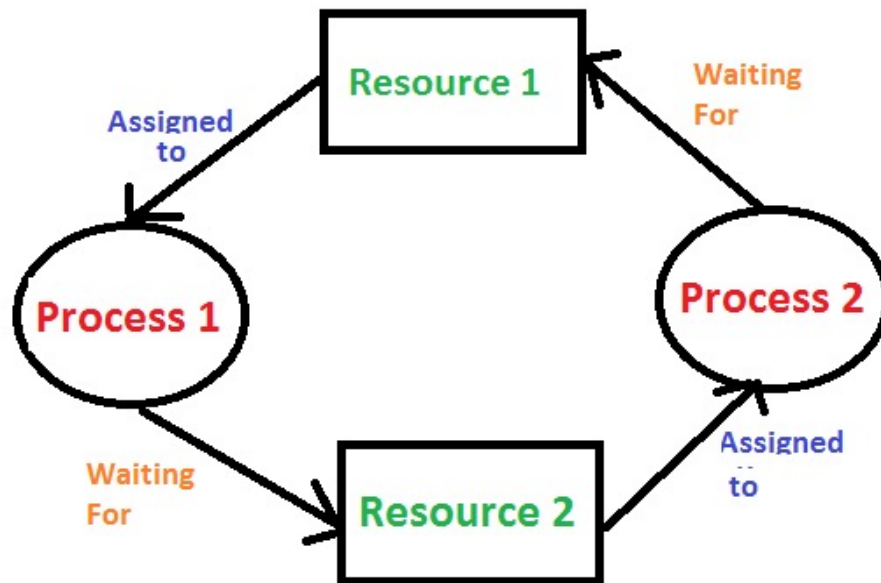 Resource 1
Waiting
For
Assigned
to
Process 1
Process 2
Waiting
For
Resource 2
Assigned
to